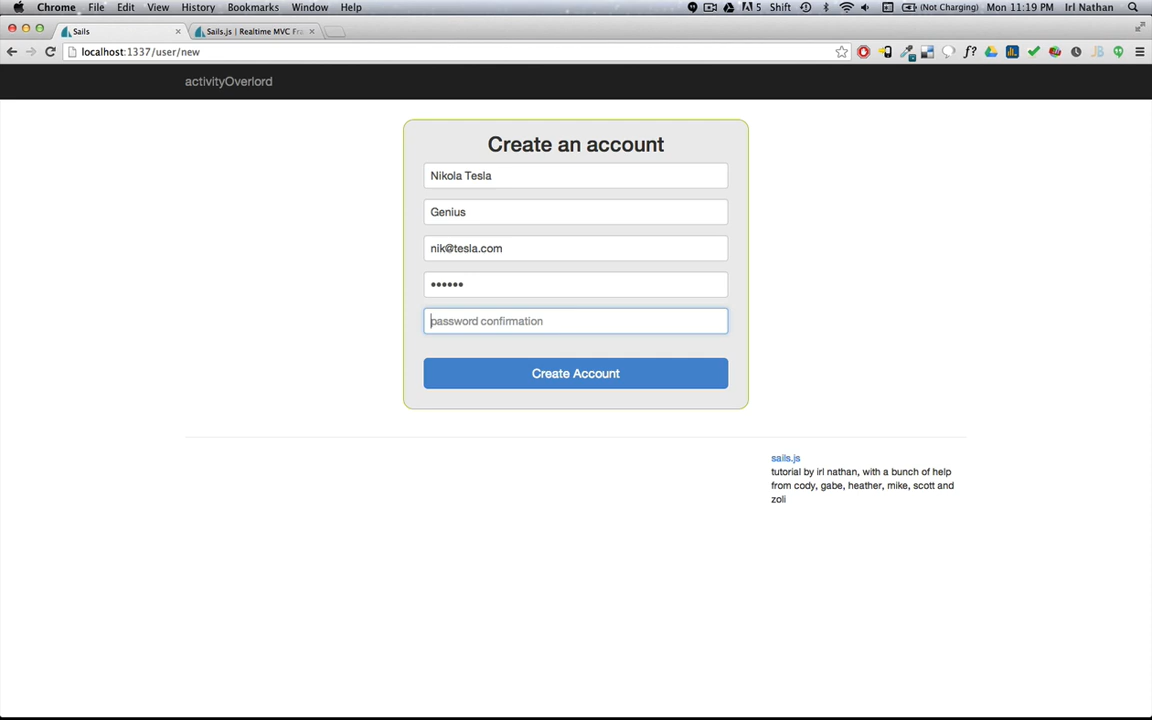 Chrome File Edit View History Bookmarks Window Help 5 Shift (Not Charging) Mon 11:19 PM Irl Nathan
Sails
Sails.js | Realtime MVC Fra
localhost:1337/user/new
f?
JB
activityOverlord
Create an account
Nikola Tesla
Genius
nik@tesla.com
••••••
password confirmation
Create Account
sails.js
tutorial by irl nathan, with a bunch of help
from cody, gabe, heather, mike, scott and
zoli